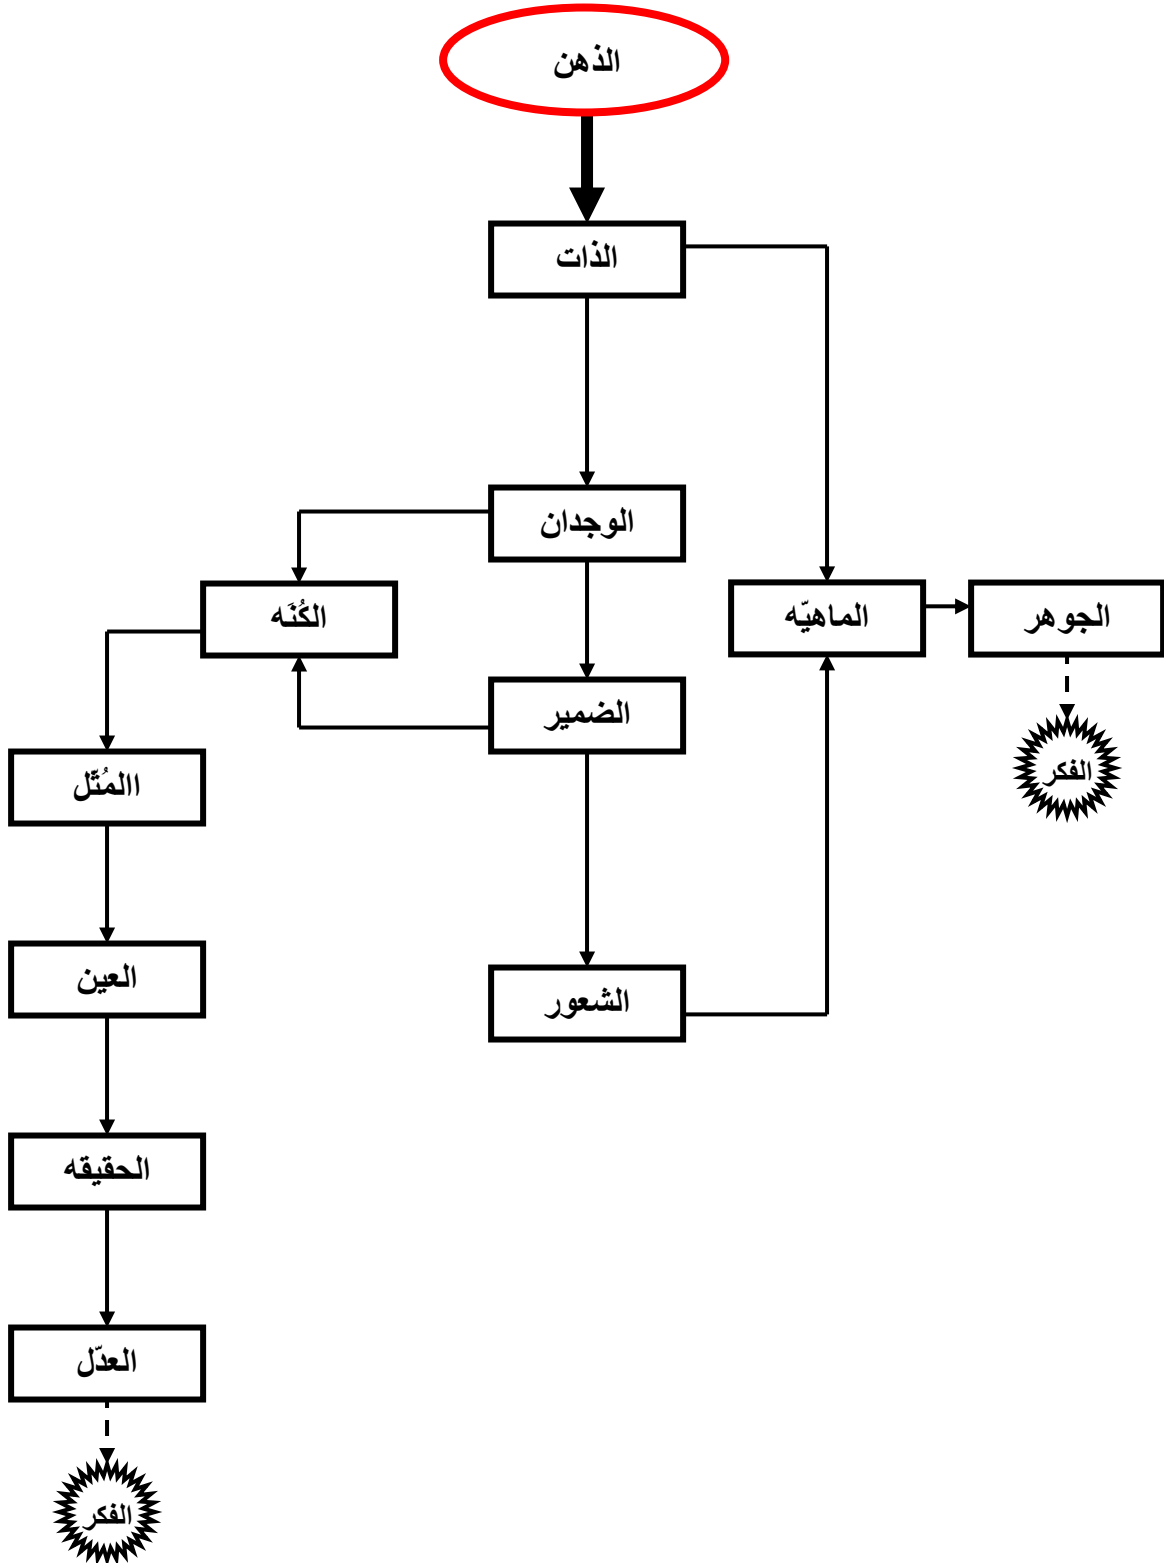 الذهن
الذات
الوجدان
الكُنَه
الماهيّه
الجوهر
الضمير
االمُثّل
الفكر
العين
الشعور
الحقيقه
العدّل
الفكر